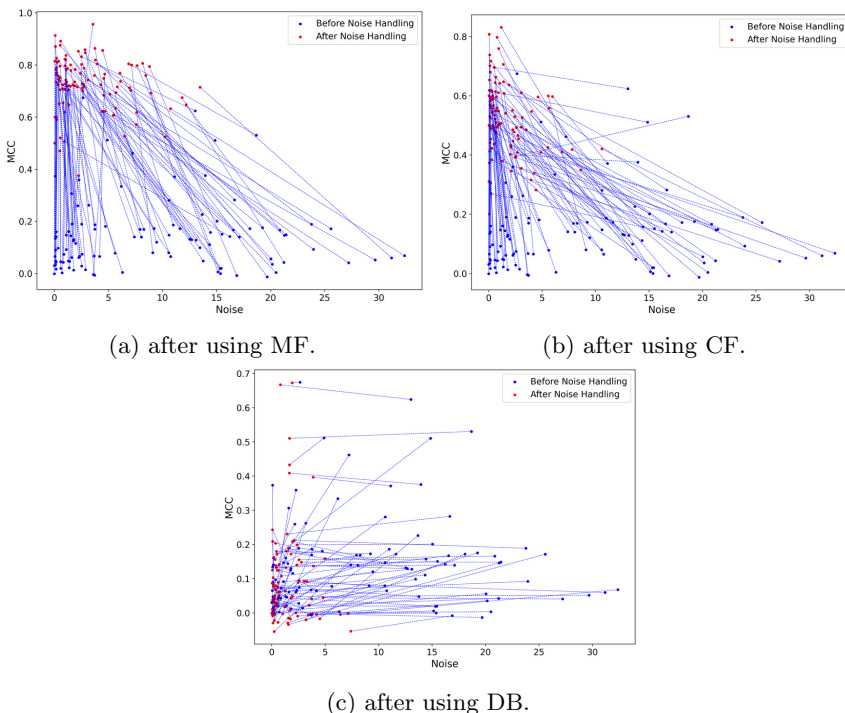 1.0
0.8
0.6
0.4
0.2
0.0
MCC
0 5 10 15 20 25 30
Noise
Before Noise Handling
After Noise Handling
(a) after using MF.
0.8
0.6
0.4
0.2
0.0
MCC
0 5 10 15 20 25 30
Noise
Before Noise Handling
After Noise Handling
(b) after using CF.
0.7
0.6
0.5
0.4
0.3
0.2
0.1
0.0
MCC
0 5 10 15 20 25 30
Noise
Before Noise Handling
After Noise Handling
(c) after using DB.